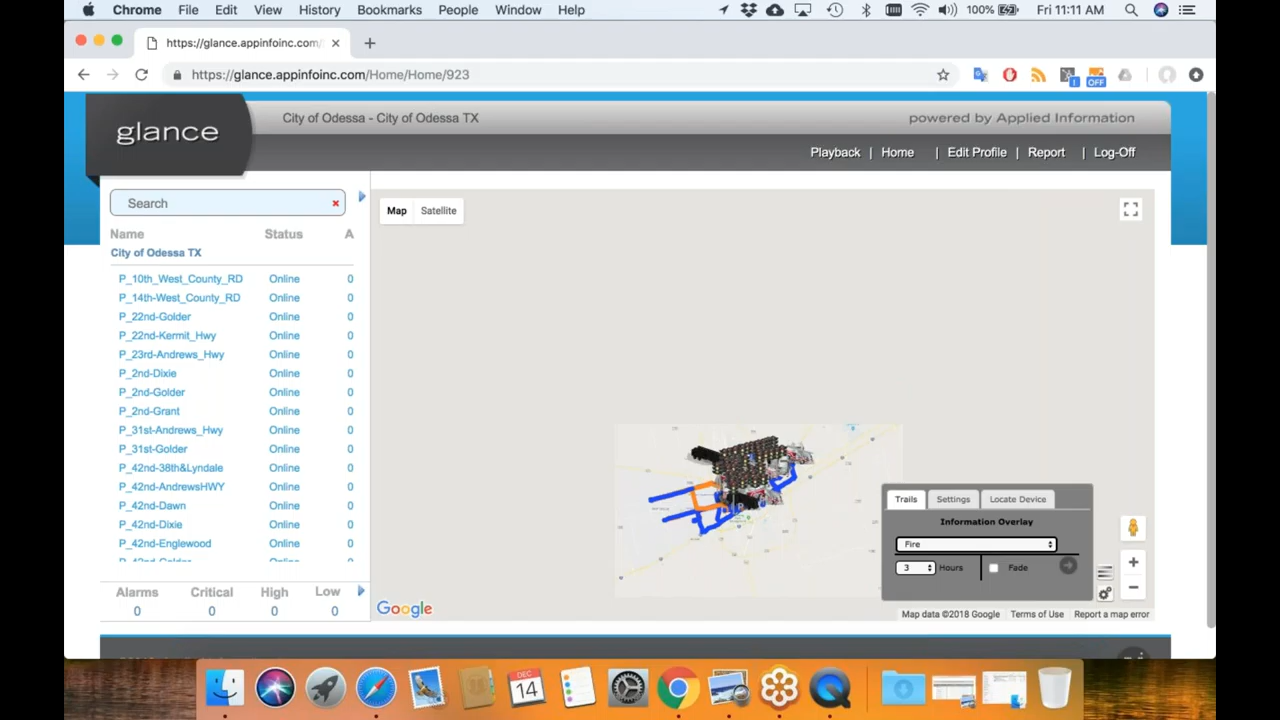 Chrome File Edit View History Bookmarks People Window Help 100% Fri 11:11 AM
https://glance.appinfoinc.com/
https://glance.appinfoinc.com/Home/Home/923
OFF
glance
City of Odessa - City of Odessa TX
powered by Applied Information
Playback | Home | Edit Profile | Report | Log-Off
Search
Map Satellite
Name Status A
City of Odessa TX
P_10th_West_County_RD Online 0
P_14th-West_County_RD Online 0
P_22nd-Golder Online 0
P_22nd-Kermit_Hwy Online 0
P_23rd-Andrews_Hwy Online 0
P_2nd-Dixie Online 0
P_2nd-Golder Online 0
P_2nd-Grant Online 0
P_31st-Andrews_Hwy Online 0
P_31st-Golder Online 0
P_42nd-38th&Lyndale Online 0
P_42nd-AndrewsHWY Online 0
P_42nd-Dawn Online 0
P_42nd-Dixie Online 0
P_42nd-Englewood Online 0
Alarms Critical High Low
0 0 0 0
Trails Settings Locate Device
Information Overlay
Fire
3 Hours Fade
Google
Map data ©2018 Google Terms of Use Report a map error
DEC
14